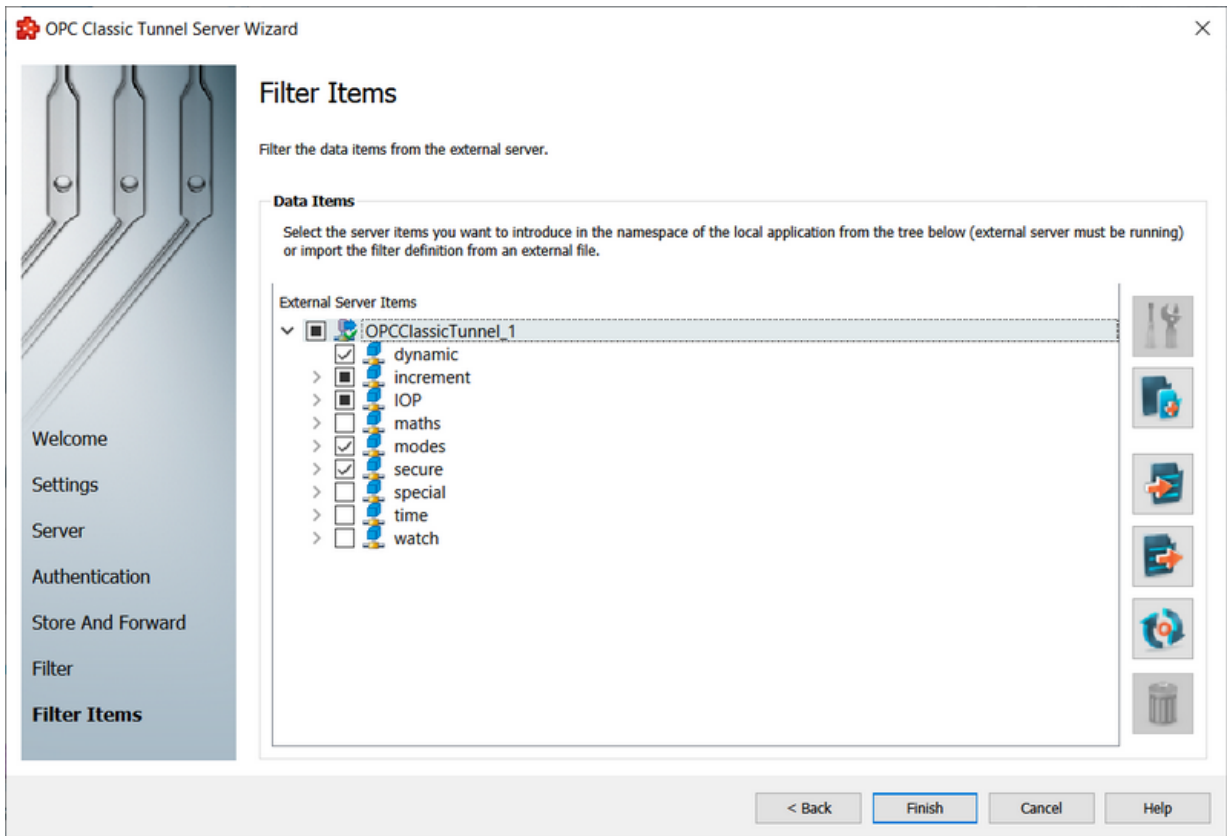 OPC Classic Tunnel Server Wizard
Filter Items
Filter the data items from the external server.
Data Items
Select the server items you want to introduce in the namespace of the local application from the tree below (external server must be running)
or import the filter definition from an external file.
External Server Items
OPCClassicTunnel_1
dynamic
increment
IOP
maths
modes
secure
special
time
watch
Welcome
Settings
Server
Authentication
Store And Forward
Filter
Filter Items
< Back
Finish
Cancel
Help